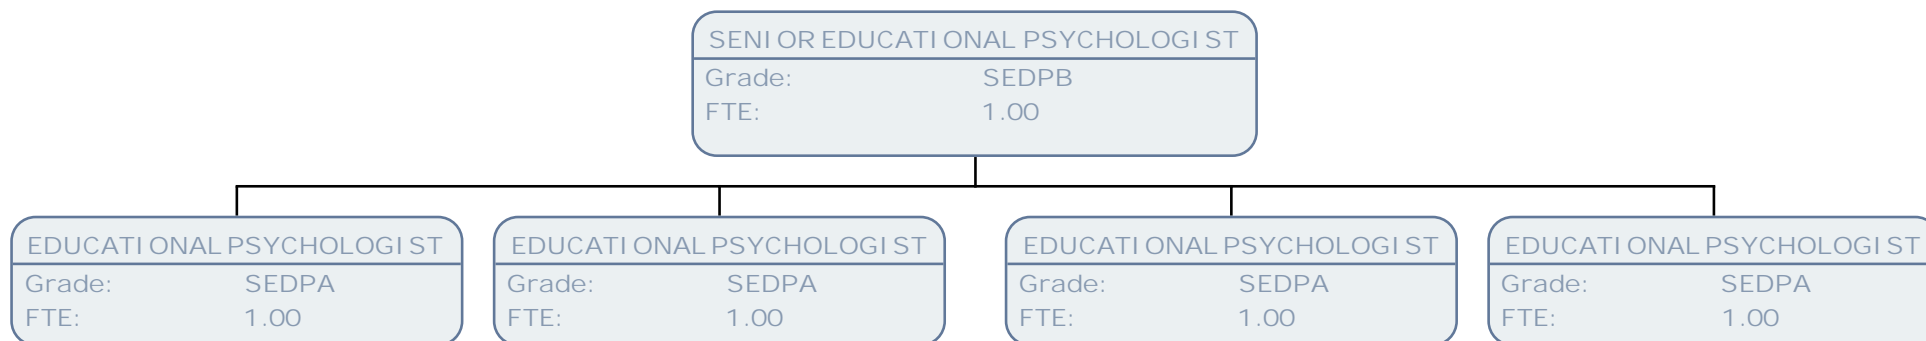 SENIOR EDUCATIONAL PSYCHOLOGIST
Grade: SEDPB
FTE: 1.00
EDUCATIONAL PSYCHOLOGIST
Grade: SEDPA
FTE: 1.00
EDUCATIONAL PSYCHOLOGIST
Grade: SEDPA
FTE: 1.00
EDUCATIONAL PSYCHOLOGIST
Grade: SEDPA
FTE: 1.00
EDUCATIONAL PSYCHOLOGIST
Grade: SEDPA
FTE: 1.00